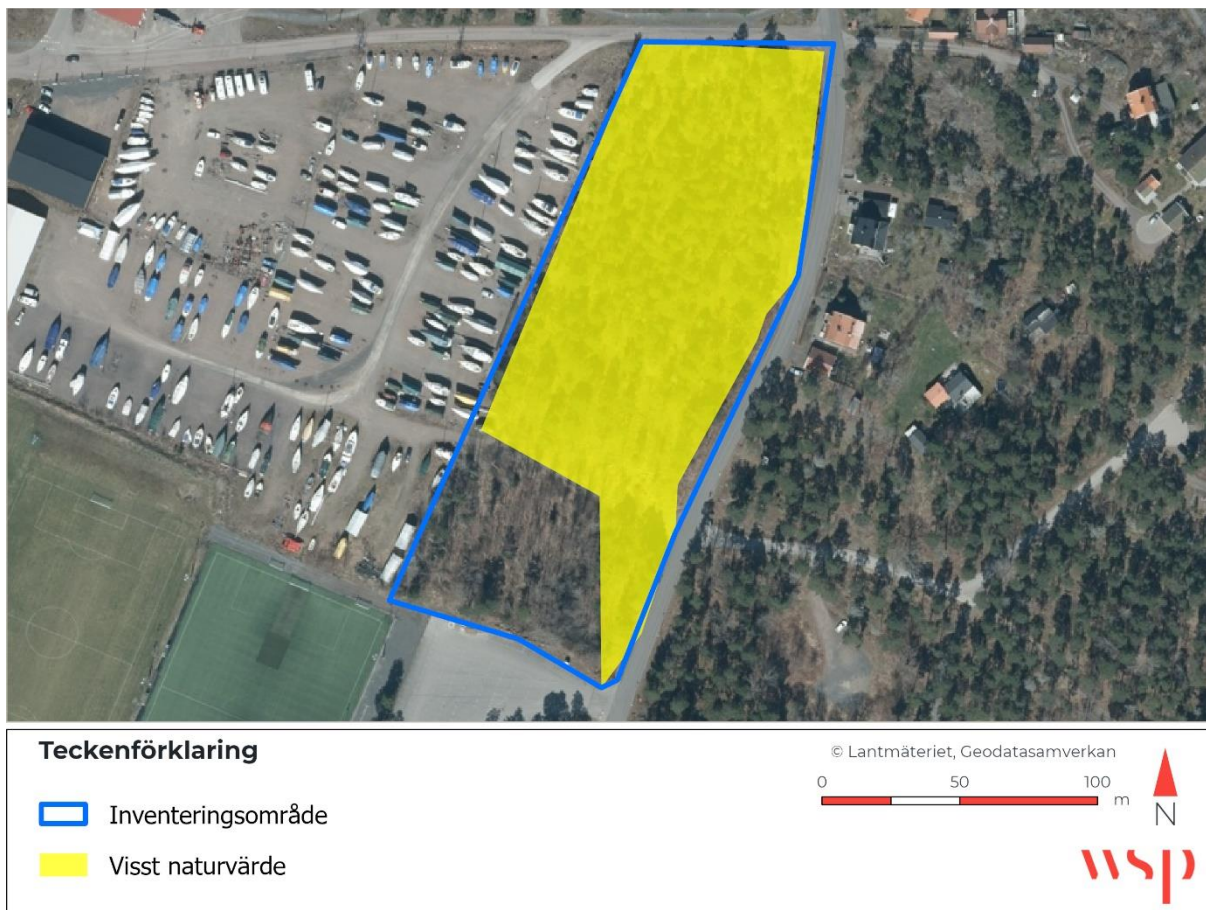 Teckenförklaring
Inventeringsområde
Visst naturvärde
© Lantmäteriet, Geodatasamverkan
0 50 100
m
N
wsp